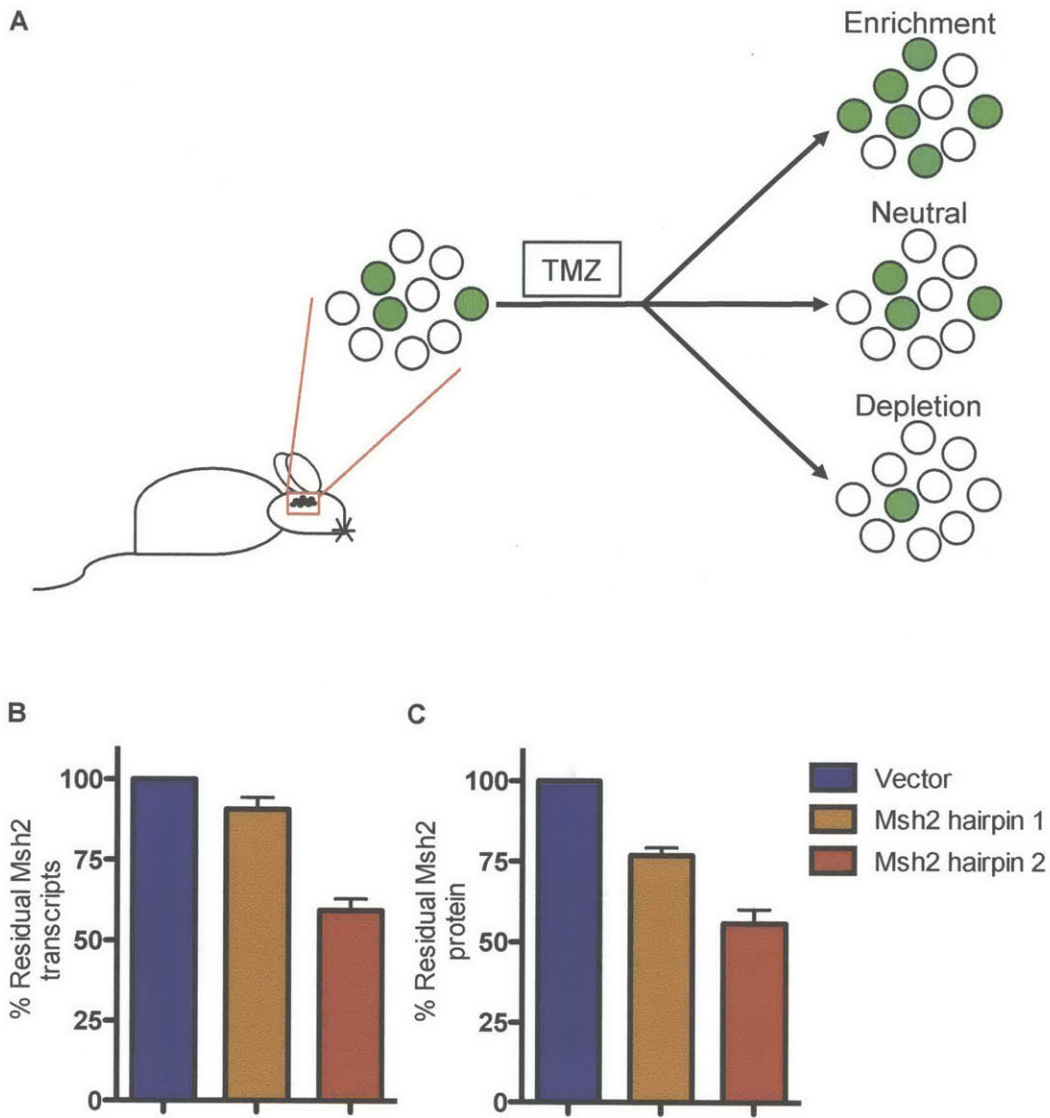 A
Enrichment
TMZ
Neutral
Depletion
B
% Residual Msh2
transcripts
100
75
50
25
0
C
% Residual Msh2
protein
100
75
50
25
0
Vector
Msh2 hairpin 1
Msh2 hairpin 2